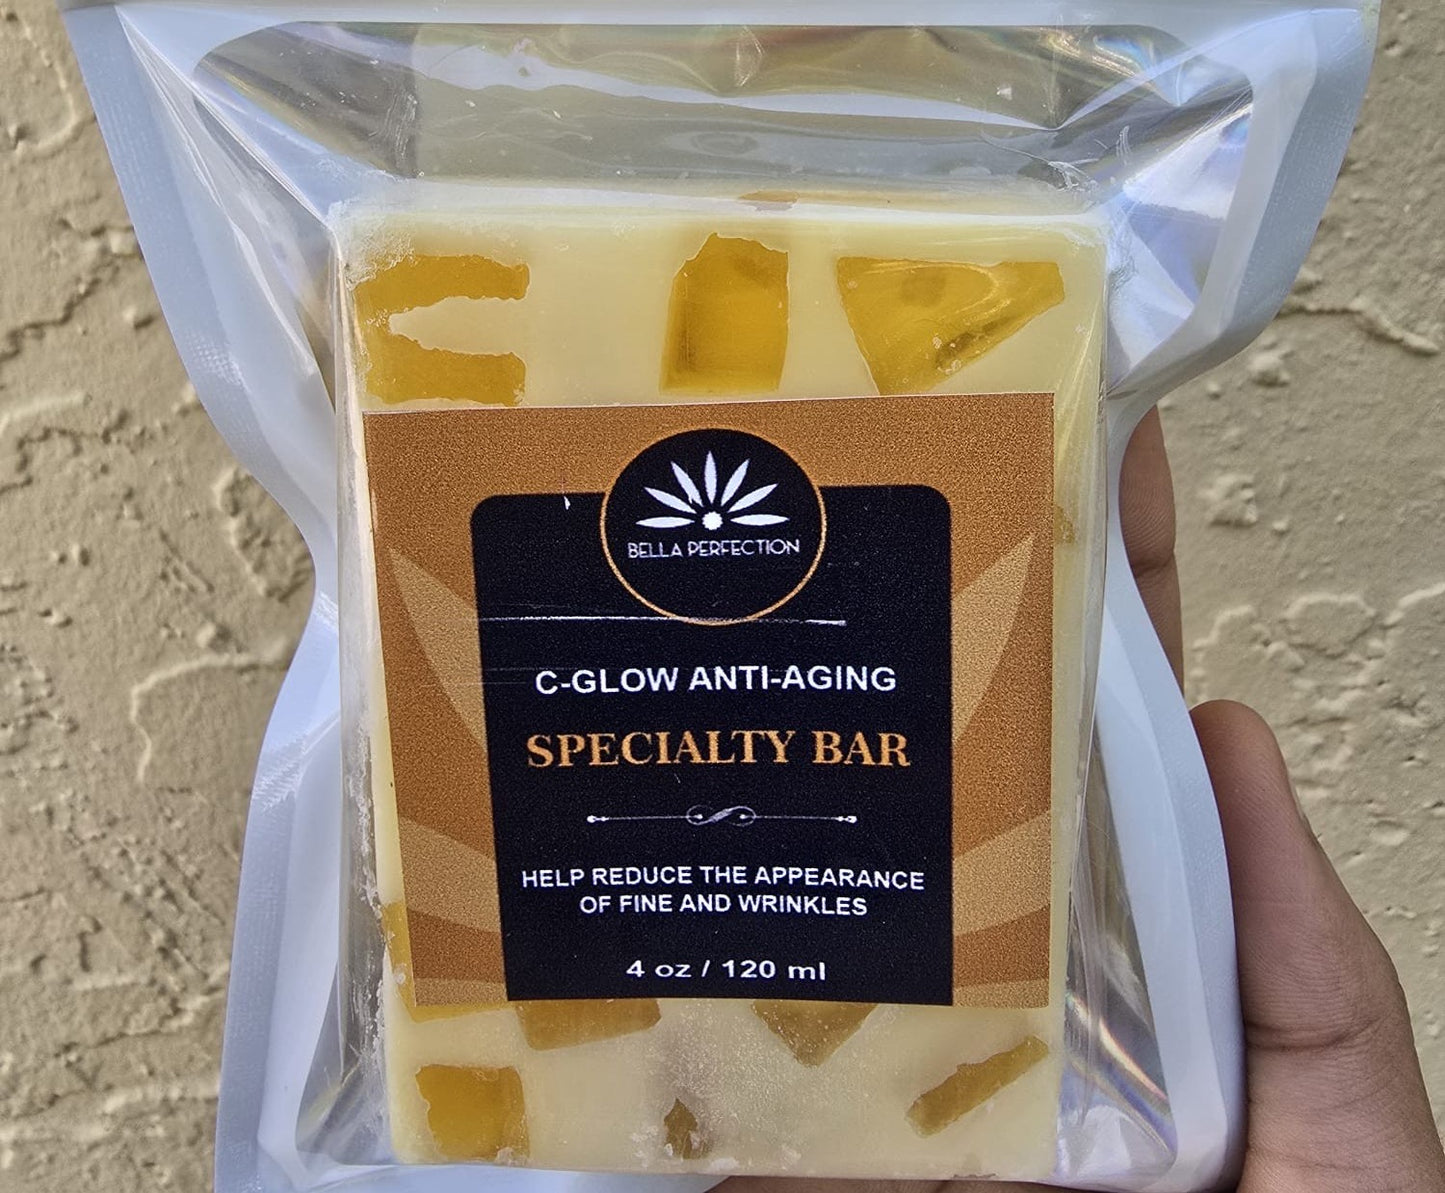 BELLA PERFECTION
C-GLOW ANTI-AGING
SPECIALTY BAR
HELP REDUCE THE APPEARANCE
OF FINE AND WRINKLES
4 oz / 120 ml